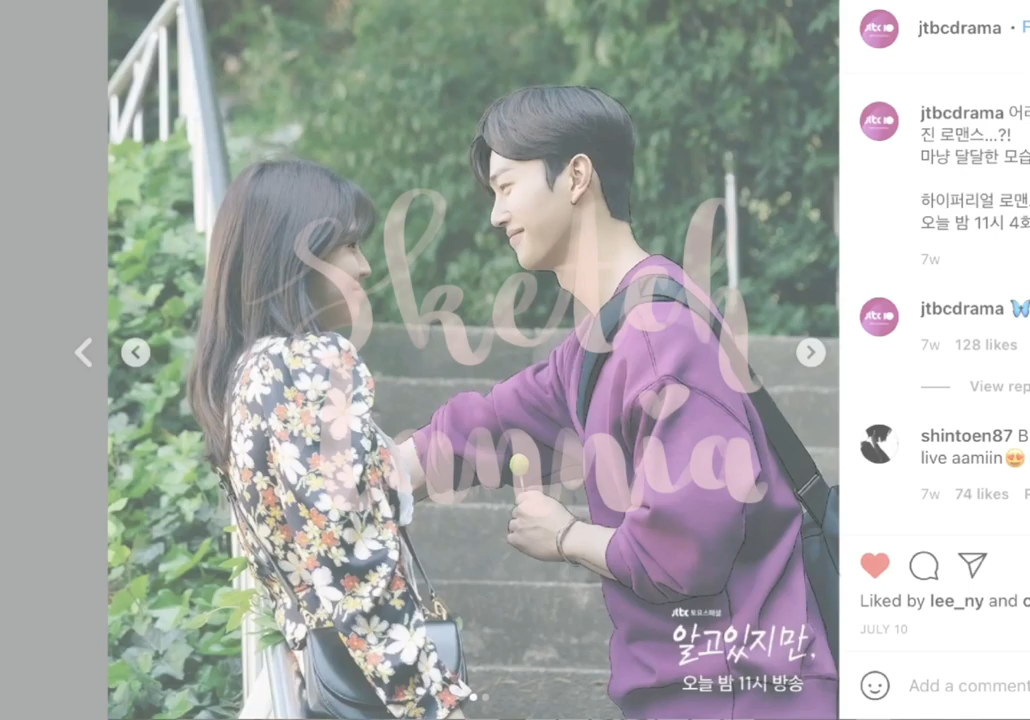 Sketch
Insnia
jtbc 토요스페셜
알고있지만,
오늘 밤 11시 방송
jtbcdrama •
jtbcdrama
진 로맨스...?!
마냥 달달한 모습
하이퍼리얼 로맨
오늘 밤 11시 4회
7w
jtbcdrama 🦋
7w 128 likes
View rep
shintoen87 B
live aamiin😍
7w 74 likes
Liked by lee_ny and
JULY 10
Add a comment